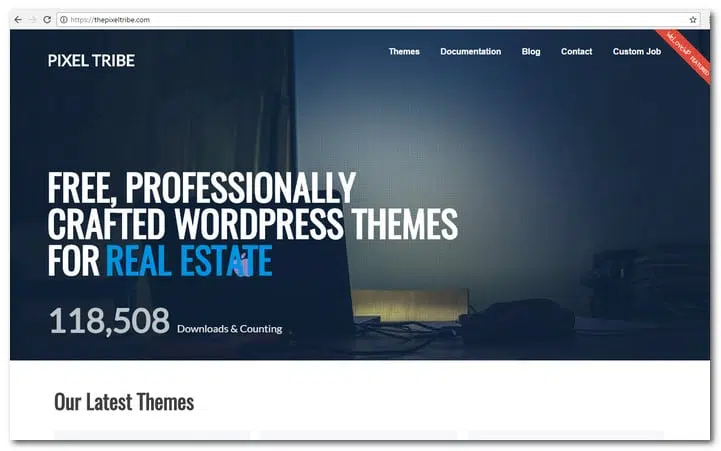 https://thepixeltribe.com
PIXEL TRIBE
Themes Documentation Blog Contact Custom Job
WeLoveWP FEATURED
FREE, PROFESSIONALLY
CRAFTED WORDPRESS THEMES
FOR REAL ESTATE
118,508 Downloads & Counting
Our Latest Themes